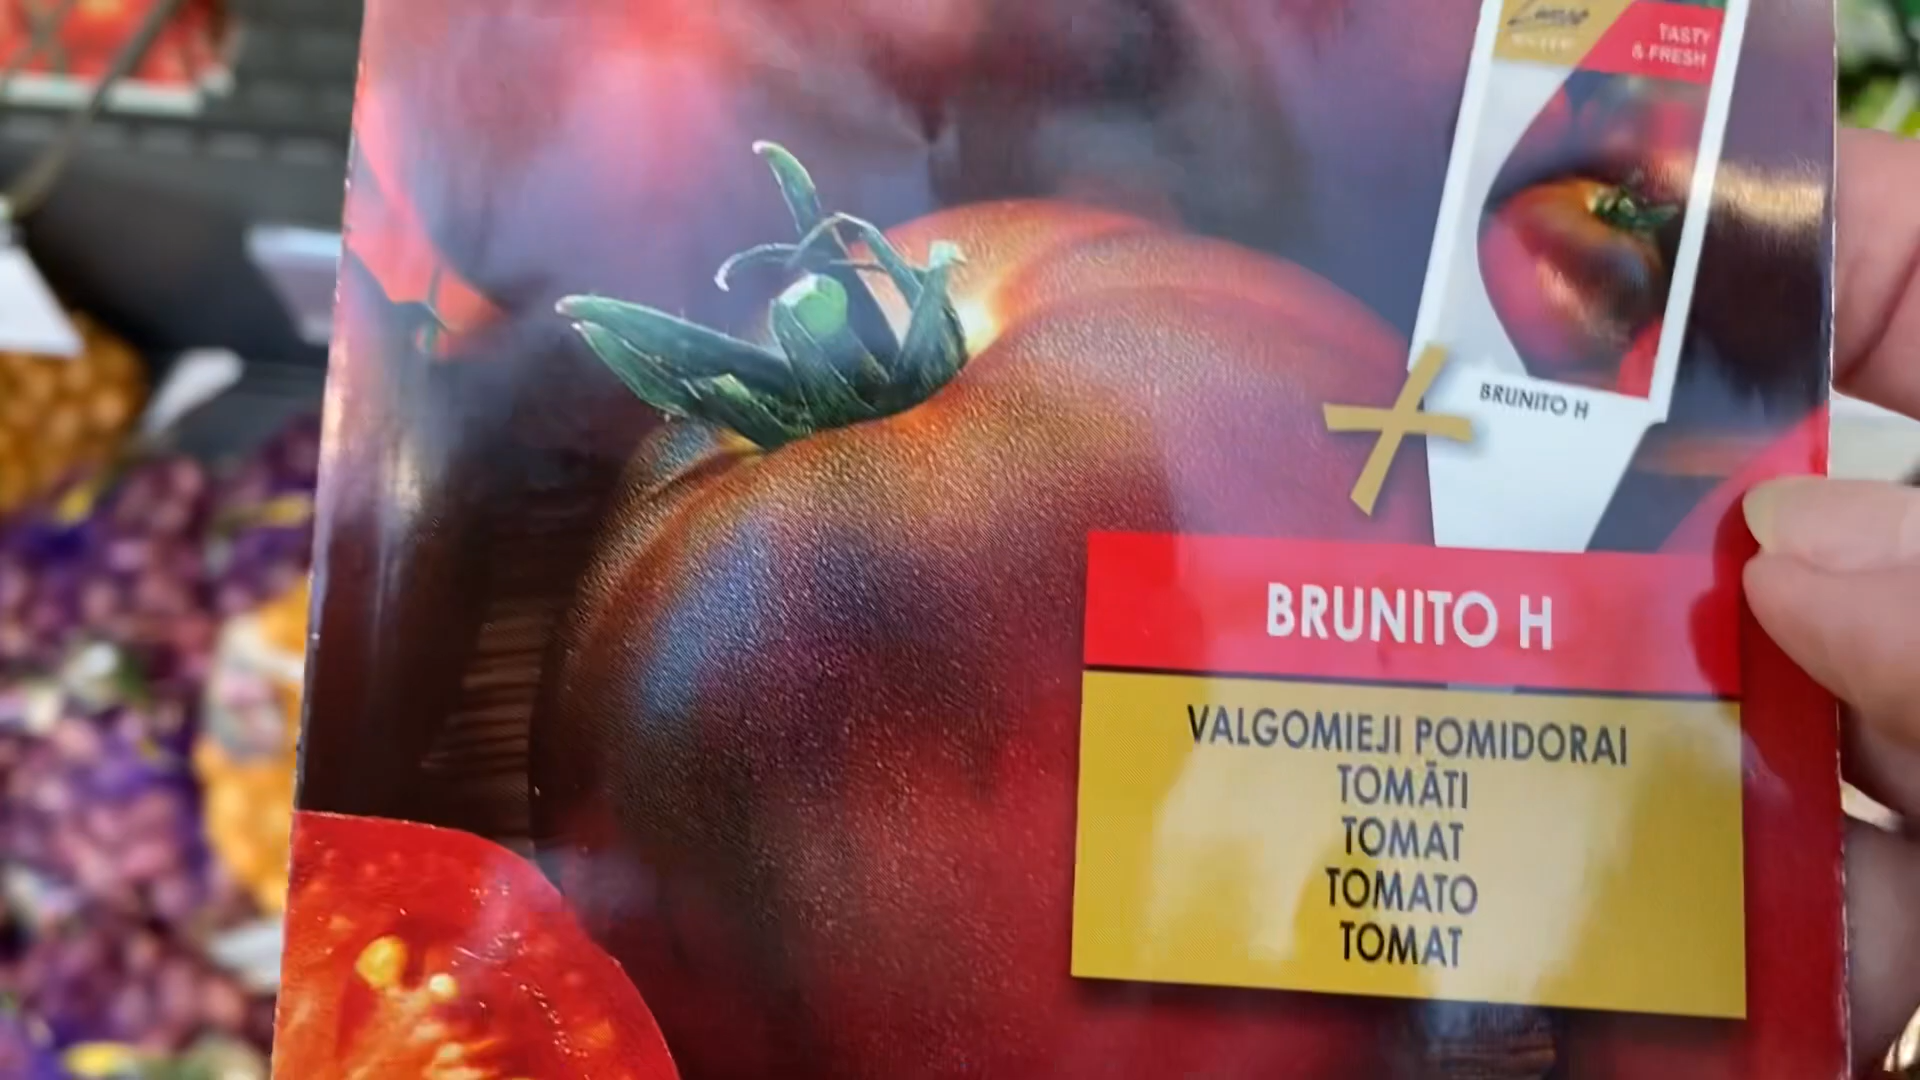 TASTY
& FRESH
BRUNITO H
BRUNITO H
VALGOMIEJI POMIDORAI
TOMĀTI
TOMAT
TOMATO
TOMAT